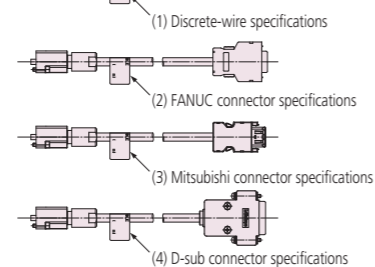 (1) Discrete-wire specifications
(2) FANUC connector specifications
(3) Mitsubishi connector specifications
(4) D-sub connector specifications